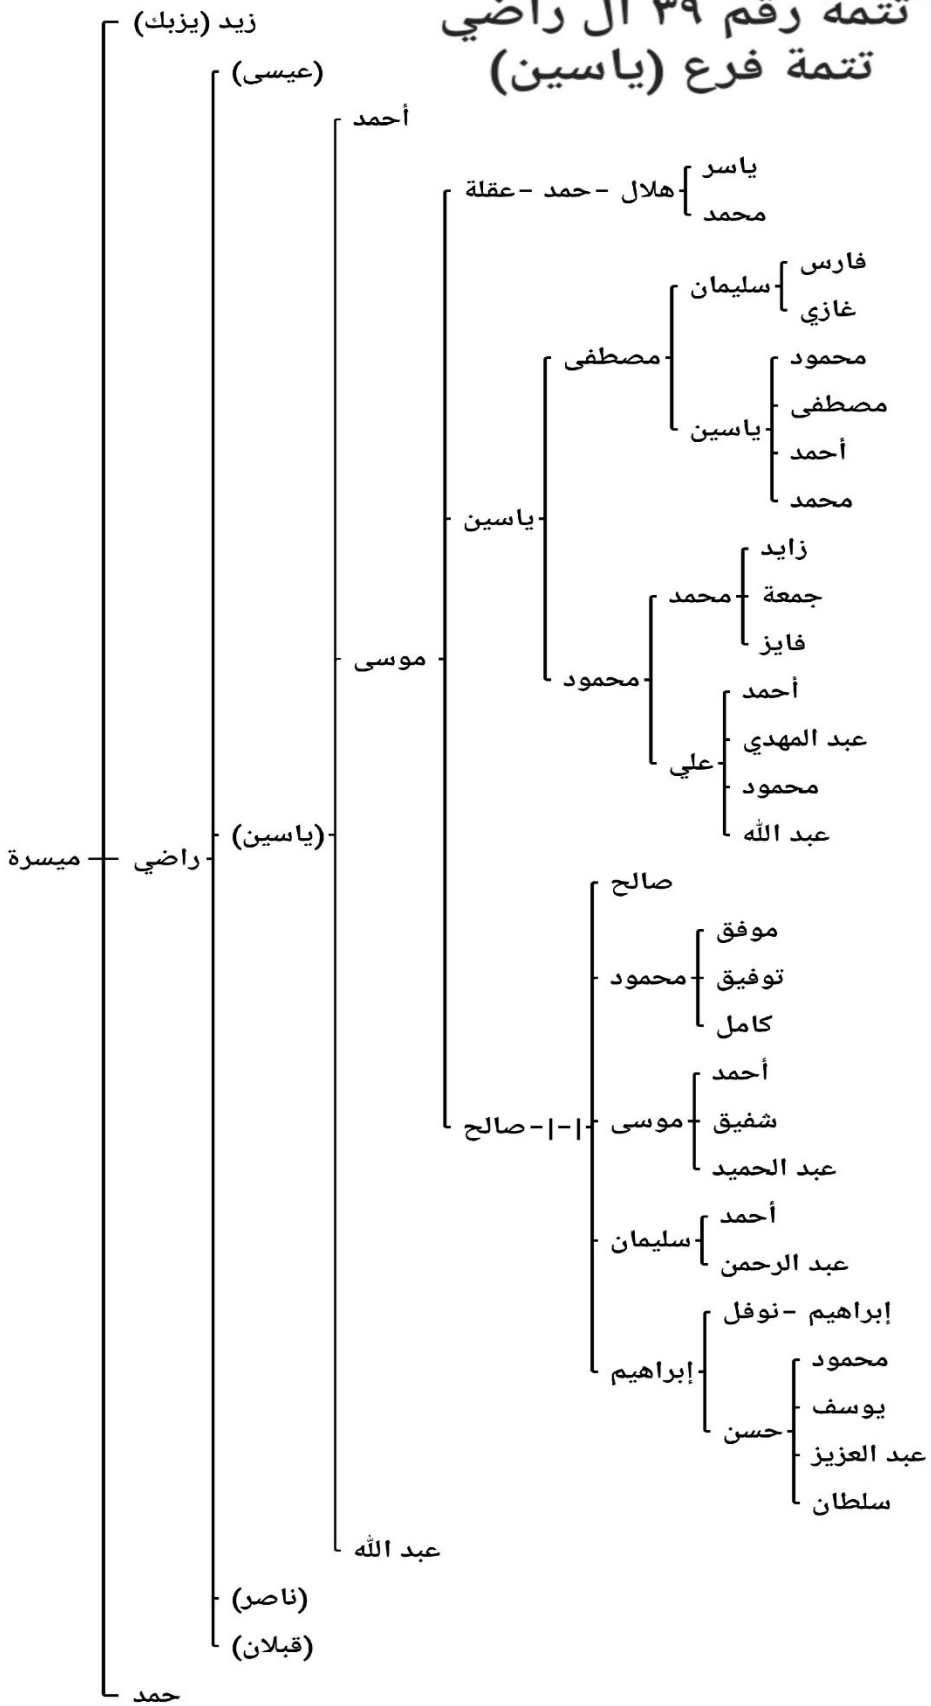 تتمة رقم ٣٩ آل راضي
تتمة فرع (ياسين)
زيد (يزبك)
(عيسى)
أحمد
ياسر
عقلة – حمد – هلال
محمد
فارس
سليمان
غازي
محمود
مصطفى
مصطفى
ياسين
أحمد
محمد
ياسين
زايد
محمد
جمعة
فايز
موسى
محمود
أحمد
عبد المهدي
علي
محمود
(ياسين)
عبد الله
ميسرة
راضي
صالح
موفق
محمود
توفيق
كامل
أحمد
صالح
موسى
شفيق
عبد الحميد
أحمد
سليمان
عبد الرحمن
نوفل – إبراهيم
محمود
إبراهيم
يوسف
حسن
عبد العزيز
سلطان
عبد الله
(ناصر)
(قبلان)
حمد